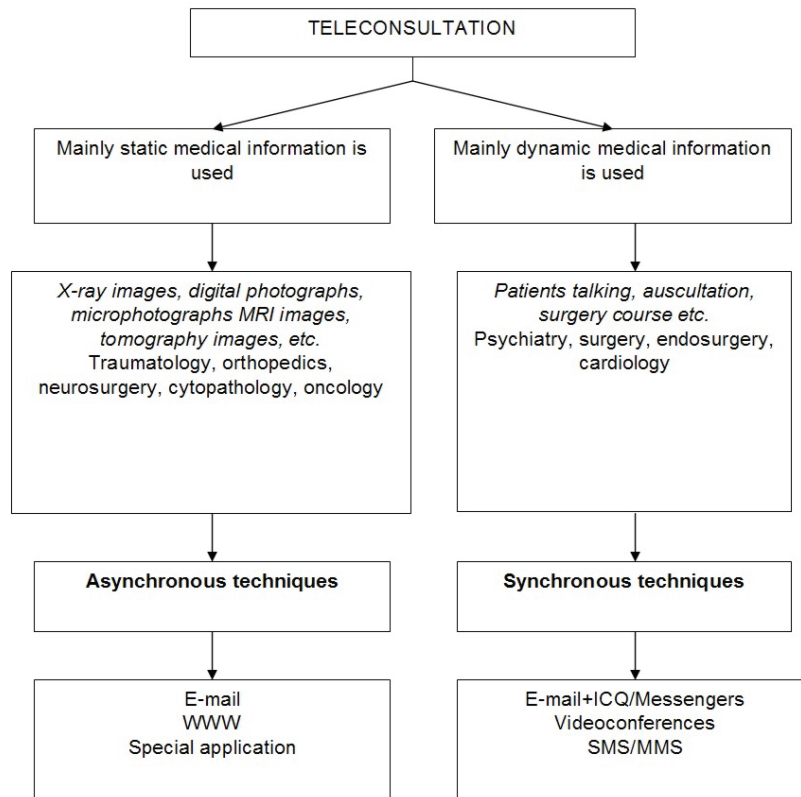 TELECONSULTATION
Mainly static medical information is
used
Mainly dynamic medical information
is used
X-ray images, digital photographs,
microphotographs MRI images,
tomography images, etc.
Traumatology, orthopedics,
neurosurgery, cytopathology, oncology
Patients talking, auscultation,
surgery course etc.
Psychiatry, surgery, endosurgery,
cardiology
Asynchronous techniques
Synchronous techniques
E-mail
WWW
Special application
E-mail+ICQ/Messengers
Videoconferences
SMS/MMS